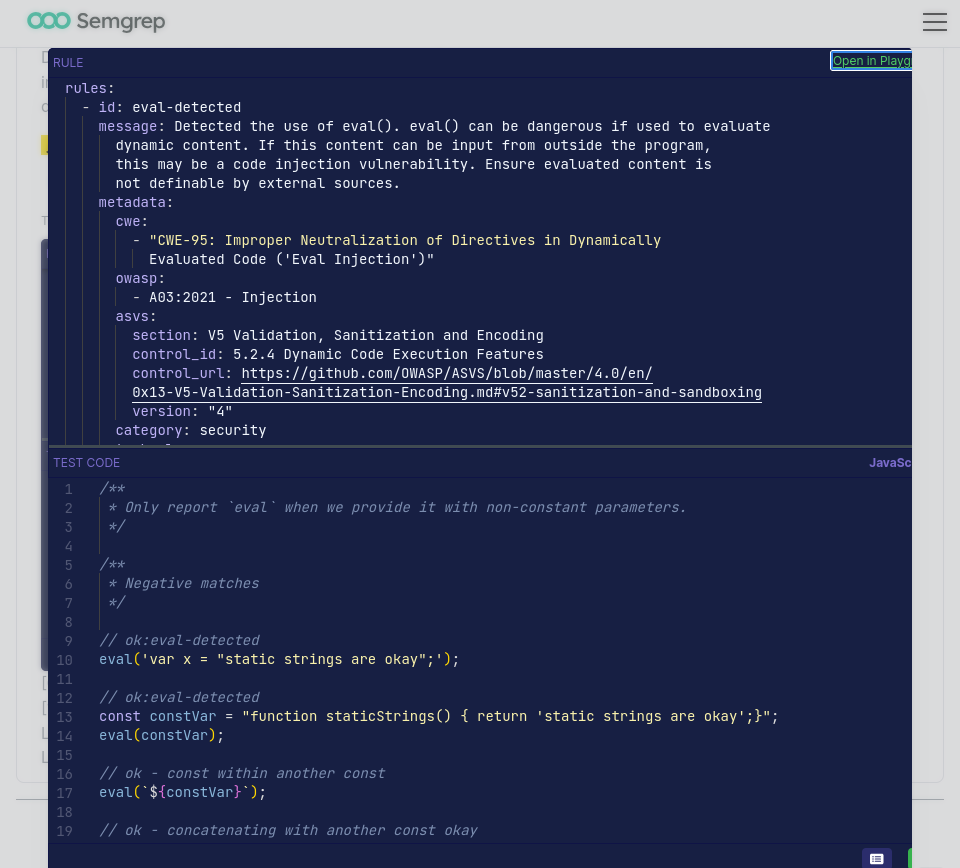 Semgrep
RULE
Open in Playg
rules:
- id: eval-detected
message: Detected the use of eval(). eval() can be dangerous if used to evaluate
dynamic content. If this content can be input from outside the program,
this may be a code injection vulnerability. Ensure evaluated content is
not definable by external sources.
metadata:
cwe:
- "CWE-95: Improper Neutralization of Directives in Dynamically
Evaluated Code ('Eval Injection')"
owasp:
- A03:2021 - Injection
asvs:
section: V5 Validation, Sanitization and Encoding
control_id: 5.2.4 Dynamic Code Execution Features
control_url: https://github.com/OWASP/ASVS/blob/master/4.0/en/
0x13-V5-Validation-Sanitization-Encoding.md#v52-sanitization-and-sandboxing
version: "4"
category: security
TEST CODE
JavaSc
1 /**
2 * Only report `eval` when we provide it with non-constant parameters.
3 */
4
5 /**
6 * Negative matches
7 */
8
9 // ok:eval-detected
10 eval('var x = "static strings are okay";');
11
12 // ok:eval-detected
13 const constVar = "function staticStrings() { return 'static strings are okay';}";
14 eval(constVar);
15
16 // ok - const within another const
17 eval(`${constVar}`);
18
19 // ok - concatenating with another const okay